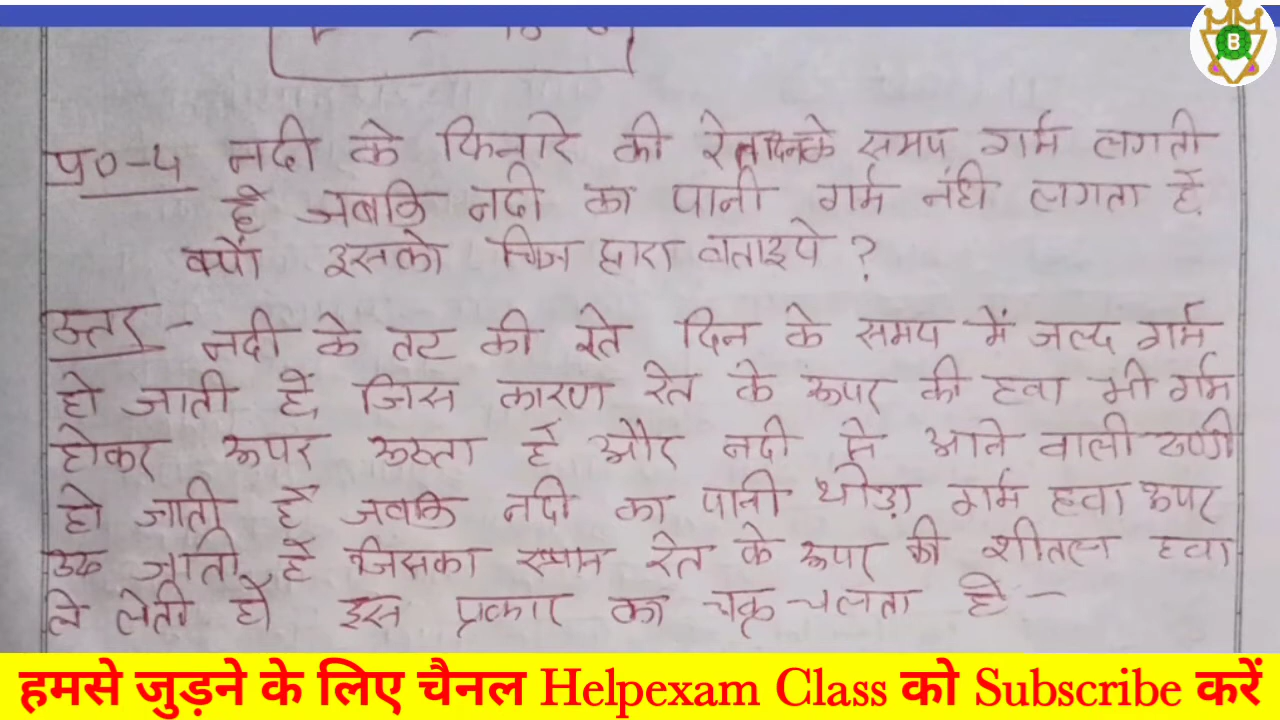 B
प्र०-4 नदी के किनारे की रेत दिनके समय गर्म लगती
है जबकि नदी का पानी गर्म नंही लगता है
क्यों इसको चित्र द्वारा बताइये ?
उत्तर - नदी के तट की रेत दिन के समय में जल्द गर्म
हो जाती है, जिस कारण रेत के ऊपर की हवा भी गर्म
होकर ऊपर उठता है और नदी से आने वाली ठण्डी
हो जाती है जबकि नदी का पानी थोड़ा गर्म हवा ऊपर
उठ जाती है जिसका स्थान रेत के ऊपर की शीतल हवा
ले लेती है इस प्रकार का चक्र चलता है -
हमसे जुड़ने के लिए चैनल Helpexam Class को Subscribe करें